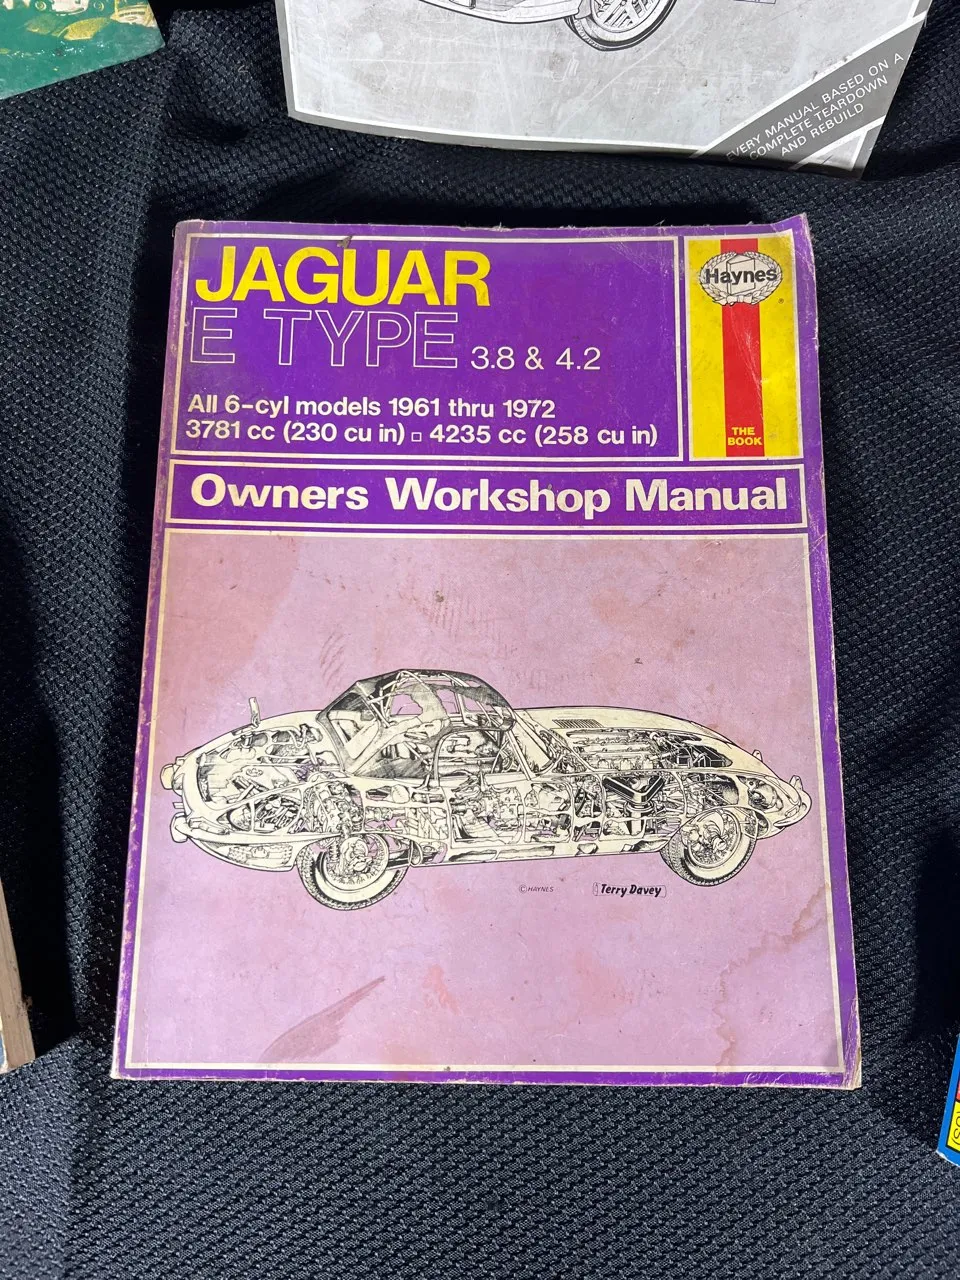 EVERY MANUAL BASED ON A
COMPLETE TEARDOWN
AND REBUILD
JAGUAR
E TYPE 3.8 & 4.2
All 6-cyl models 1961 thru 1972
3781 cc (230 cu in) □ 4235 cc (258 cu in)
Haynes
®
THE
BOOK
Owners Workshop Manual
© HAYNES
Terry Davey